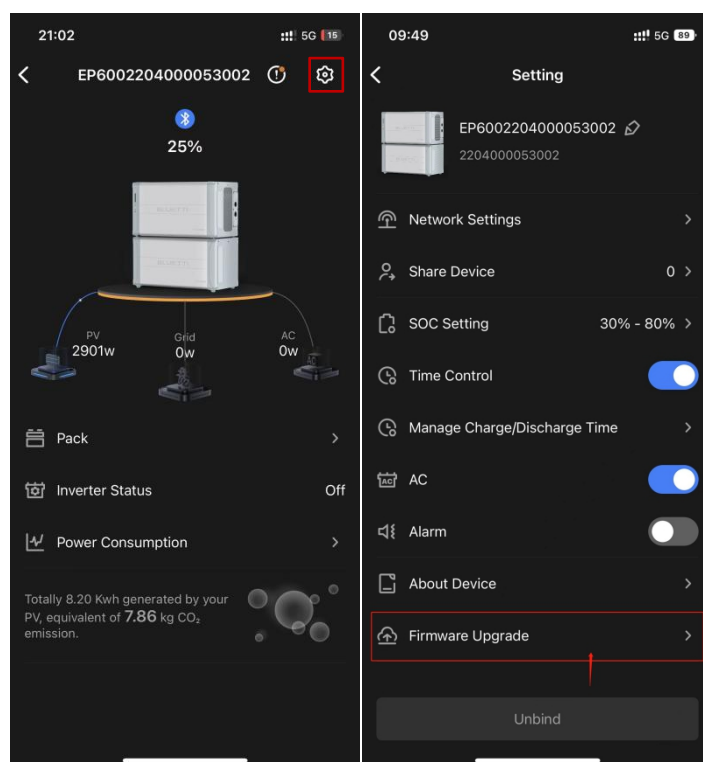 21:02
5G 15
EP6002204000053002
25%
BLUETTI
BLUETTI
PV
2901w
Grid
0w
AC
0w
Pack
Inverter Status
Off
Power Consumption
Totally 8.20 Kwh generated by your
PV, equivalent of 7.86 kg CO₂
emission.
09:49
5G 89
Setting
EP6002204000053002
2204000053002
Network Settings
Share Device
0
SOC Setting
30% - 80%
Time Control
Manage Charge/Discharge Time
AC
AC
Alarm
About Device
Firmware Upgrade
Unbind